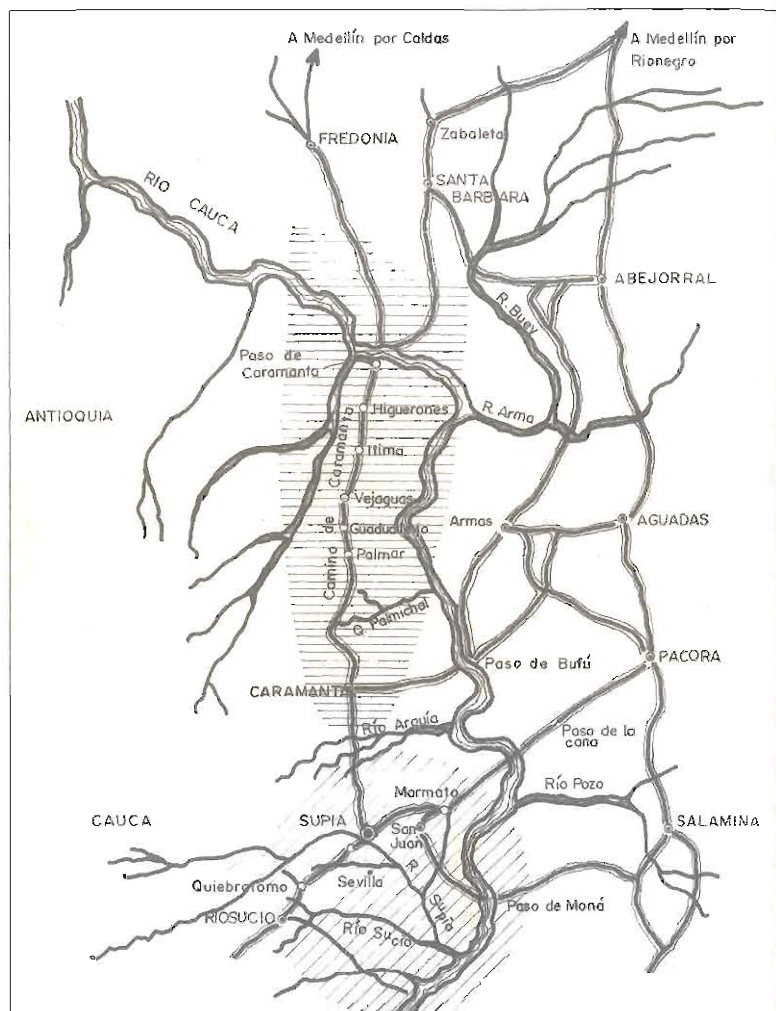 A Medellín por Caldas
A Medellín por
Rionegro
Zabaleta
FREDONIA
SANTA
BARBARA
RIO CAUCA
ABEJORRAL
R. Buey
Paso de
Caramanta
ANTIOQUIA
Higuerones
R. Arma
Itima
Camino de Caramanta
Vejaguas
Armas
AGUADAS
Palmar
Q. Palmichal
Paso de Bufú
PACORA
CARAMANTA
Río Arquía
Paso de la
caña
Marmato
Río Pozo
CAUCA
SUPIA
San
Juan
SALAMINA
Sevilla
R Supía
Quiebralomo
Paso de Moná
RIOSUCIO
Río Sucio